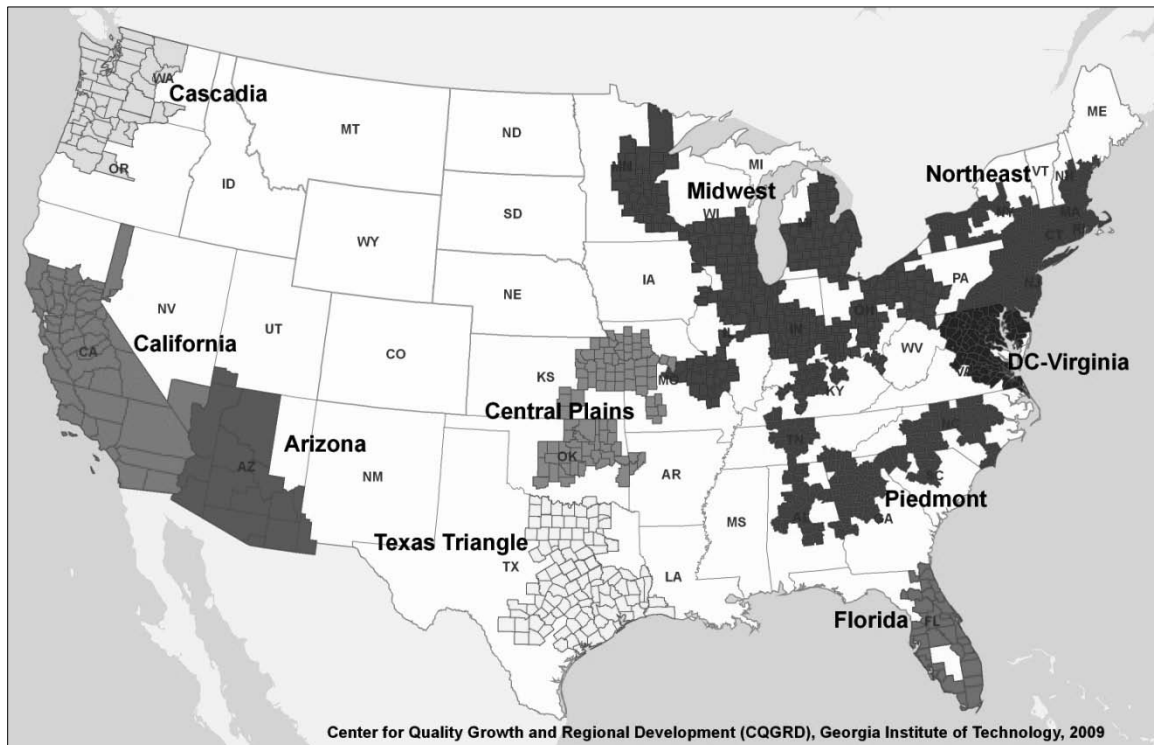 ME
WA
Cascadia
MT
ND
VT
NH
OR
MN
MI
Northeast
ID
Midwest
SD
WI
MI
NY
MA
WY
CT
RI
IA
PA
NJ
NE
NV
OH
UT
IN
California
CO
WV
CA
DC-Virginia
KS
MO
VA
KY
Central Plains
Arizona
NC
TN
OK
AZ
AR
NM
SC
Piedmont
MS
AL
GA
Texas Triangle
TX
LA
Florida
FL
Center for Quality Growth and Regional Development (CQGRD), Georgia Institute of Technology, 2009